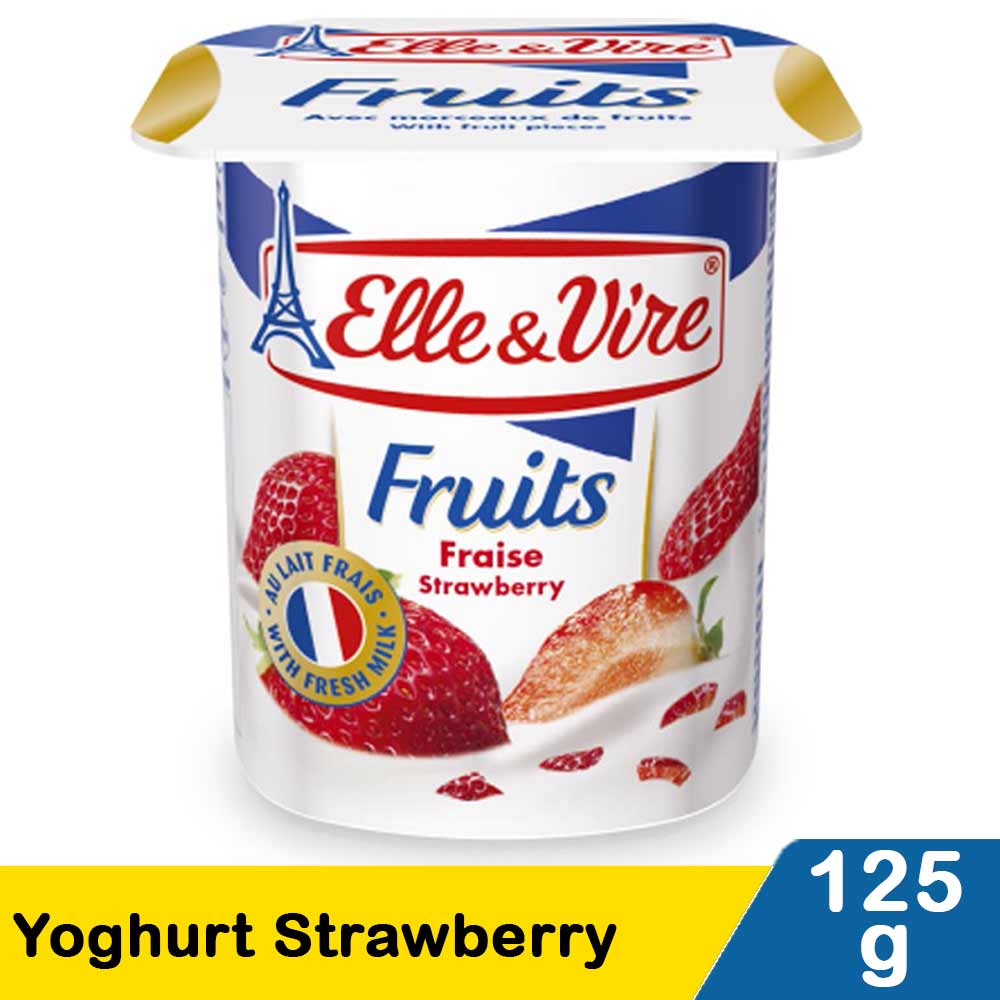 Elle & Vire
Fruits
Avec morceaux de fruits
With fruit pieces
Elle & Vire®
Fruits
Fraise
Strawberry
AU LAIT FRAIS
WITH FRESH MILK
Yoghurt Strawberry
125
g